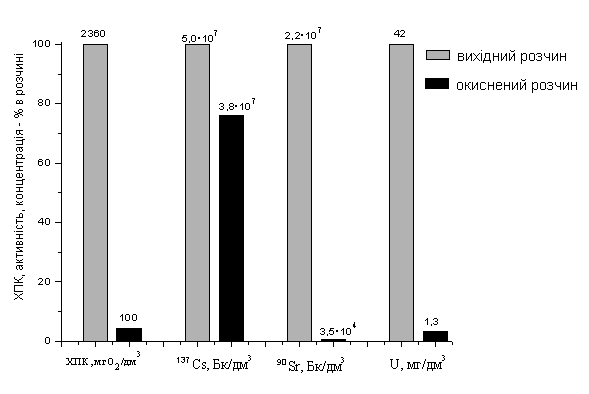 2360
5,0•10⁷
2,2•10⁷
42
вихідний розчин
окиснений розчин
3,8•10⁷
100
3,5•10⁴
1,3
100
80
60
40
20
0
ХПК, активність, концентрація - % в розчині
ХПК ,мгО₂/дм³
¹³⁷Cs, Бк/дм³
⁹⁰Sr, Бк/дм³
U, мг/дм³